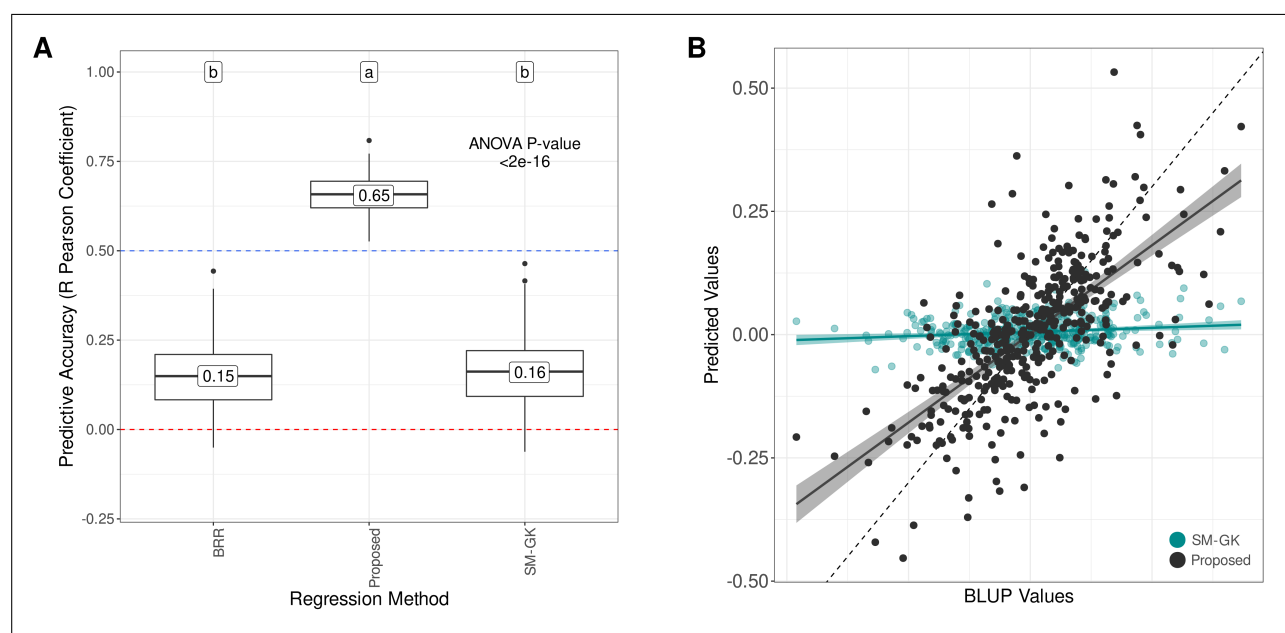 A
Predictive Accuracy (R Pearson Coefficient)
1.00
0.75
0.50
0.25
0.00
-0.25
b
a
b
ANOVA P-value
<2e-16
0.15
0.65
0.16
BRR
Proposed
SM-GK
Regression Method
B
Predicted Values
0.50
0.25
0.00
-0.25
-0.50
SM-GK
Proposed
BLUP Values